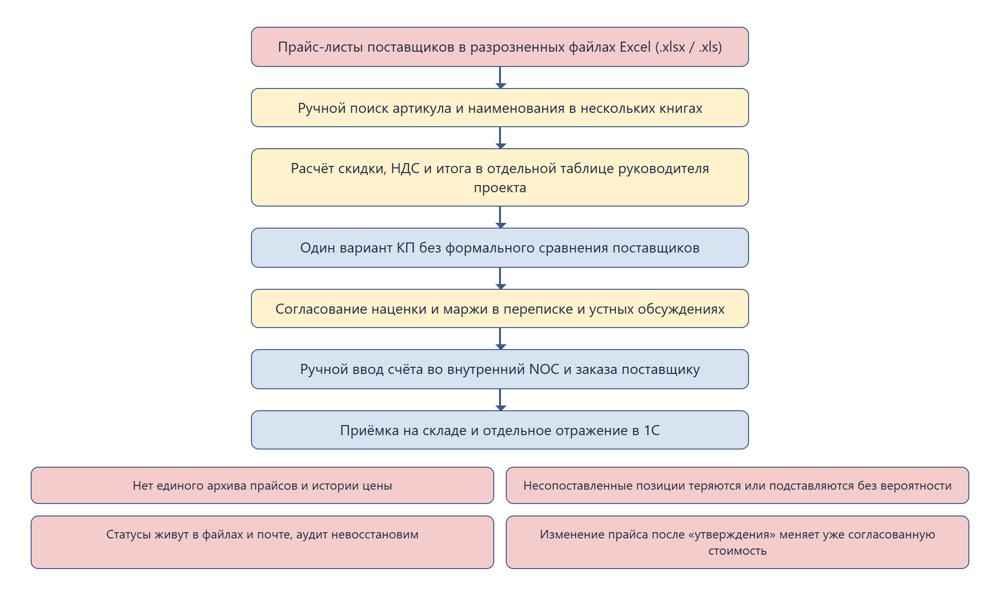 Прайс-листы поставщиков в разрозненных файлах Excel (.xlsx / .xls)
Ручной поиск артикула и наименования в нескольких книгах
Расчёт скидки, НДС и итога в отдельной таблице руководителя
проекта
Один вариант КП без формального сравнения поставщиков
Согласование наценки и маржи в переписке и устных обсуждениях
Ручной ввод счёта во внутренний NOC и заказа поставщику
Приёмка на складе и отдельное отражение в 1С
Нет единого архива прайсов и истории цены
Несопоставленные позиции теряются или подставляются без вероятности
Статусы живут в файлах и почте, аудит невосстановим
Изменение прайса после «утверждения» меняет уже согласованную
стоимость